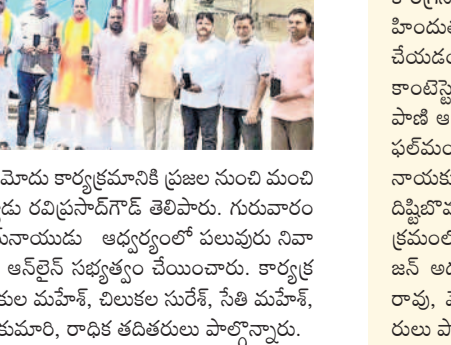 మోదు కార్యక్రమానికి ప్రజల నుంచి మంచి
డు రవిప్రసాద్‌గౌడ్ తెలిపారు. గురువారం
నాయుడు ఆధ్వర్యంలో పలువురు నివా
ఆన్‌లైన్ సభ్యత్వం చేయించారు. కార్యక్ర
కుల మహేశ్, చిలుకల సురేశ్, సేతి మహేశ్,
కుమారి, రాధిక తదితరులు పాల్గొన్నారు.
హిందుత
చేయడం
కాంటెస్టె
పాణి ఆ
ఫల్‌మం
నాయకు
దిష్టిబొవ
క్రమంలో
జన్ అ
రావు,
రులు పా